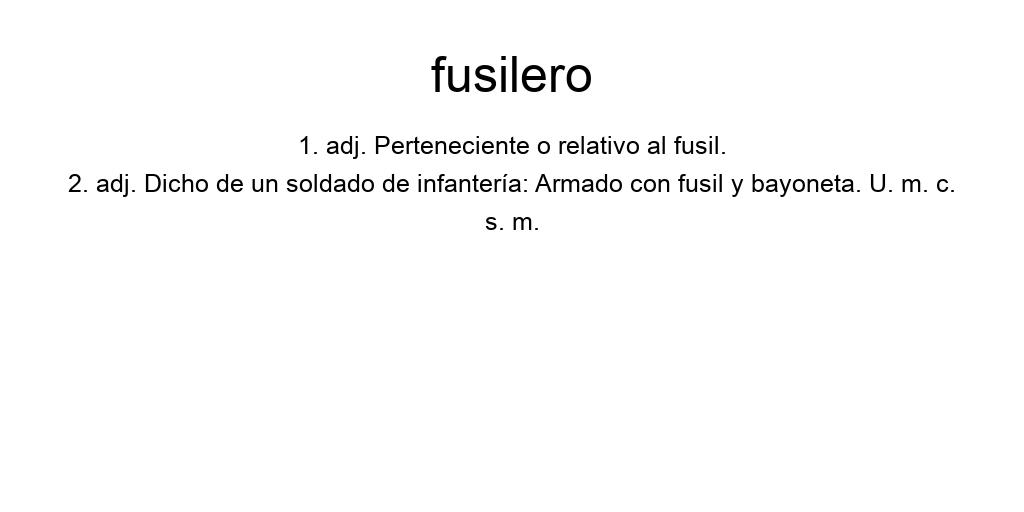 fusilero
1. adj. Perteneciente o relativo al fusil.
2. adj. Dicho de un soldado de infantería: Armado con fusil y bayoneta. U. m. c.
s. m.